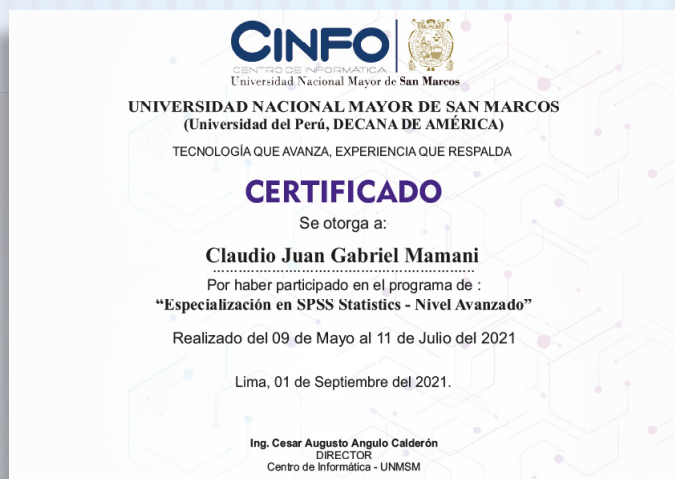 CINFO
CENTRO DE INFORMÁTICA
Universidad Nacional Mayor de San Marcos
UNIVERSIDAD NACIONAL MAYOR DE SAN MARCOS
(Universidad del Perú, DECANA DE AMÉRICA)
TECNOLOGÍA QUE AVANZA, EXPERIENCIA QUE RESPALDA
CERTIFICADO
Se otorga a:
Claudio Juan Gabriel Mamani
Por haber participado en el programa de :
“Especialización en SPSS Statistics - Nivel Avanzado”
Realizado del 09 de Mayo al 11 de Julio del 2021
Lima, 01 de Septiembre del 2021.
Ing. Cesar Augusto Angulo Calderón
DIRECTOR
Centro de Informática - UNMSM